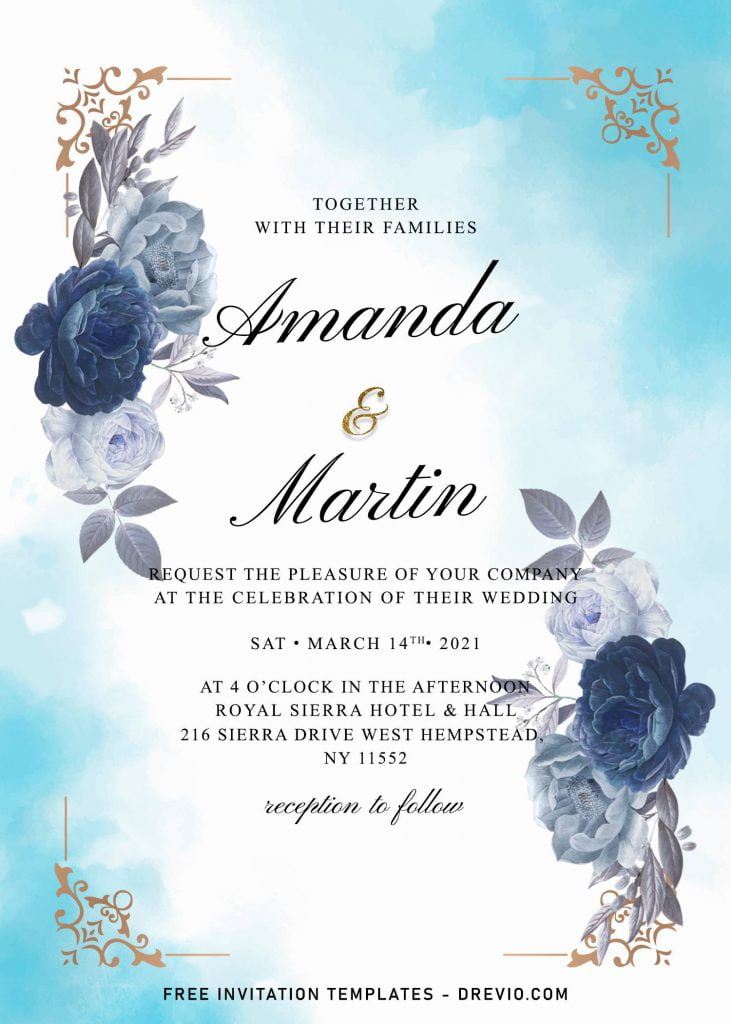 TOGETHER
WITH THEIR FAMILIES
Amanda
&
Martin
REQUEST THE PLEASURE OF YOUR COMPANY
AT THE CELEBRATION OF THEIR WEDDING
SAT • MARCH 14TH• 2021
AT 4 O’CLOCK IN THE AFTERNOON
ROYAL SIERRA HOTEL & HALL
216 SIERRA DRIVE WEST HEMPSTEAD,
NY 11552
reception to follow
FREE INVITATION TEMPLATES - DREVIO.COM